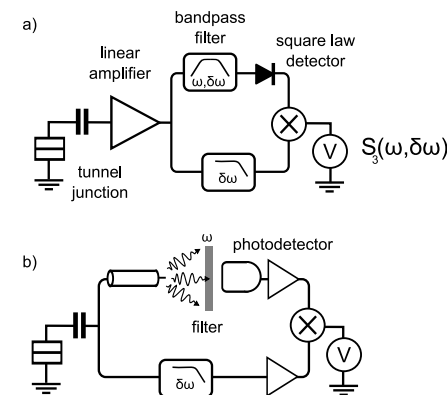 a)
bandpass
filter
linear
amplifier
square law
detector
ω,δω
tunnel
junction
δω
V
S₃(ω,δω)
b)
ω
photodetector
filter
δω
V